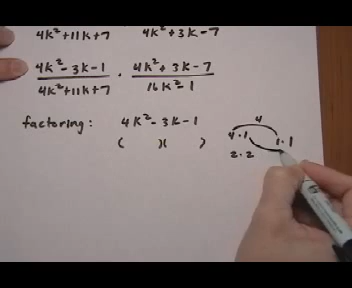 4k²+11k+7 4k²+3k-7
4k²-3k-1 · 4k²+3k-7
4k²+11k+7 16k²-1
factoring: 4k²-3k-1
( )( )
4
4·1 1·1
2·2